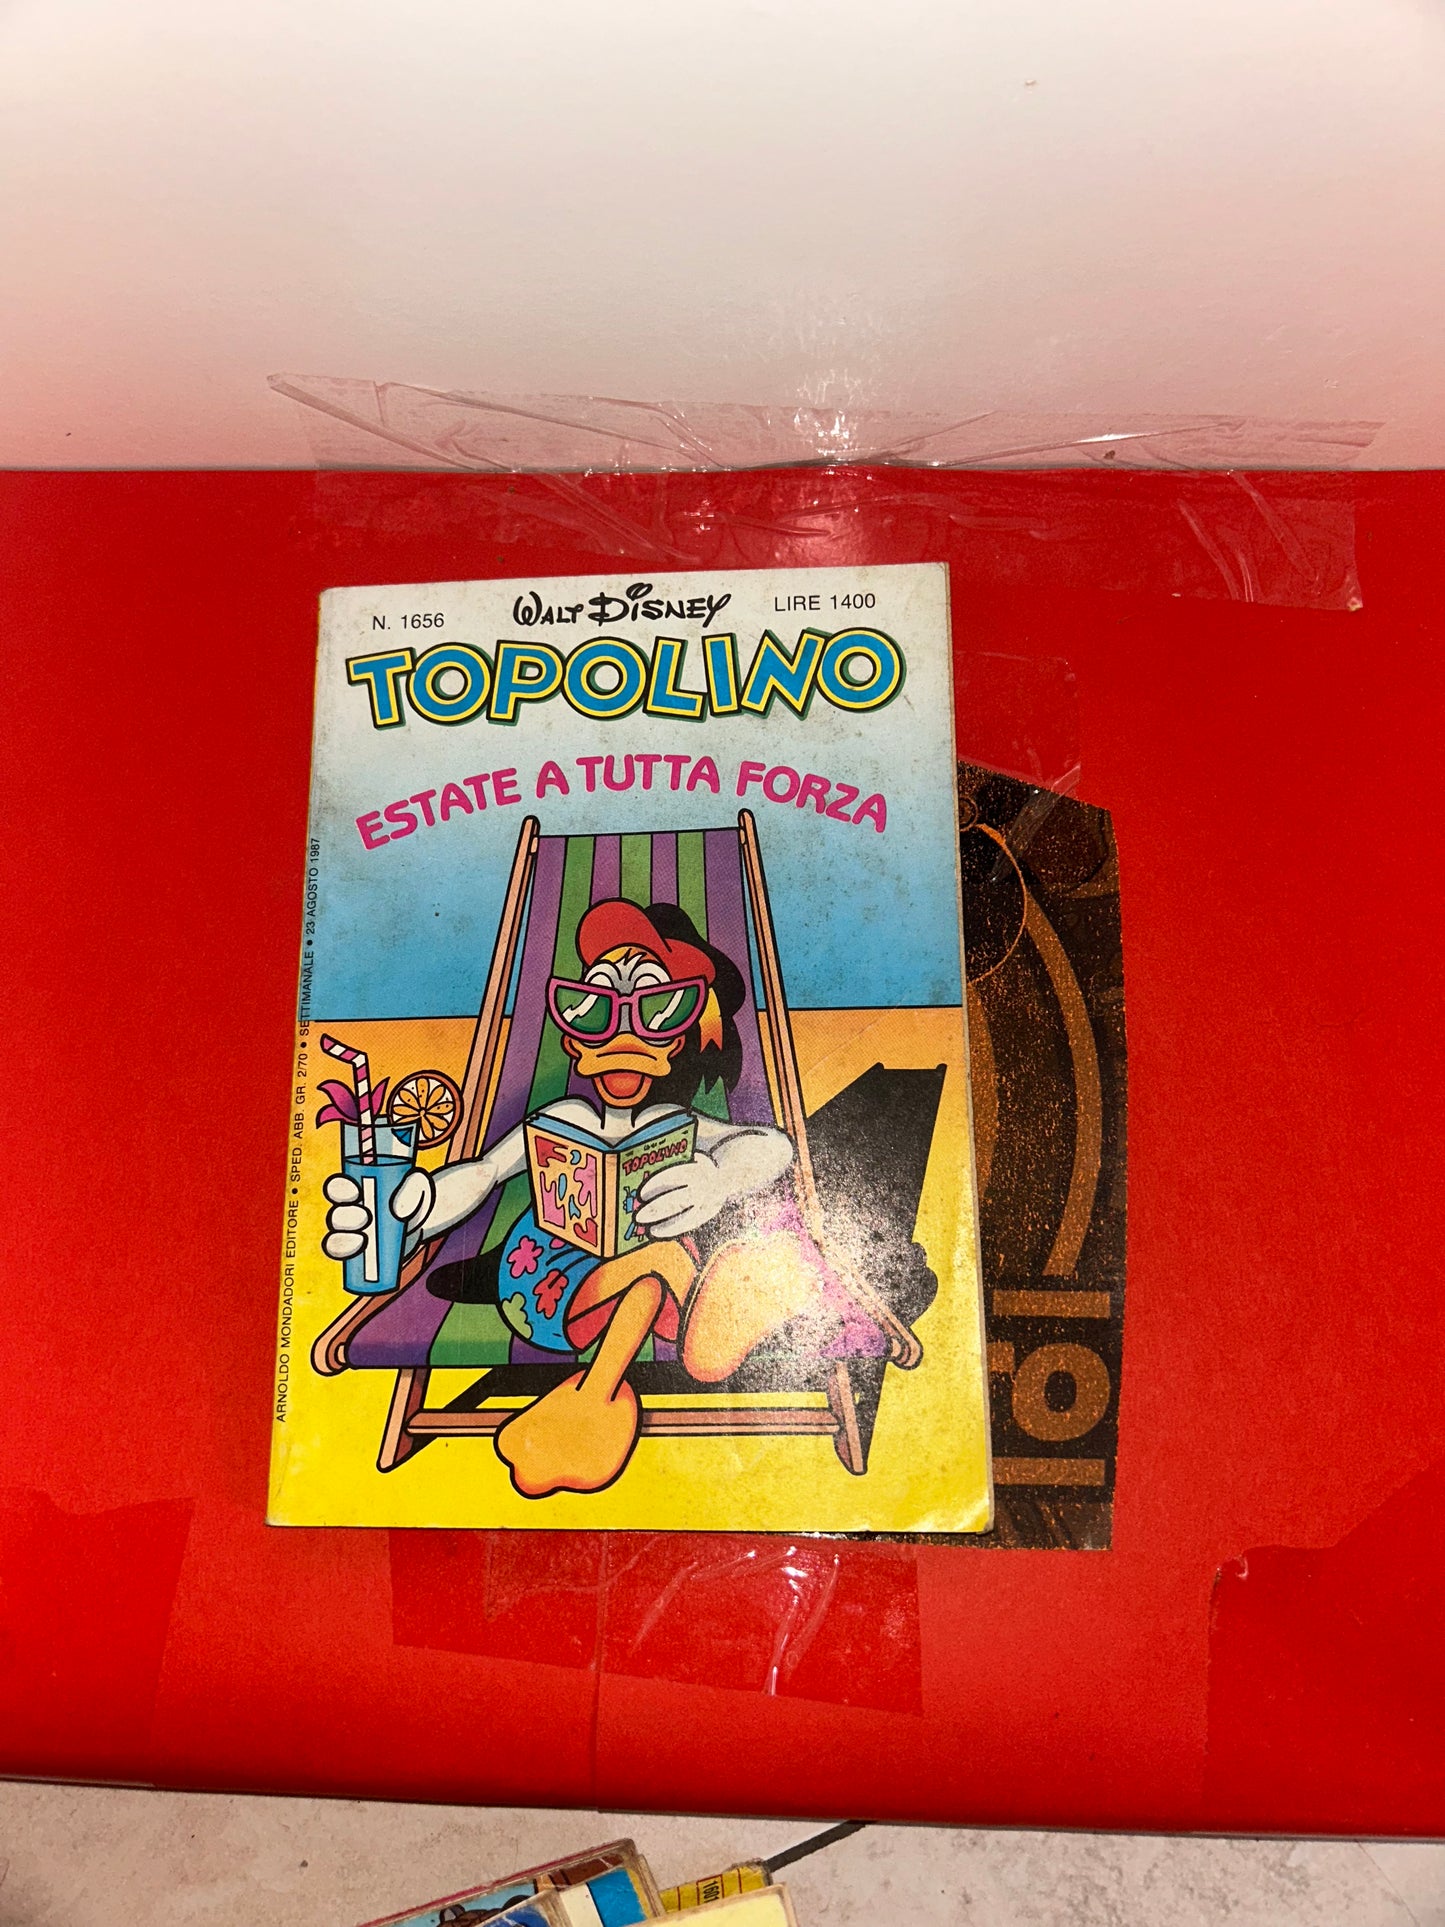 N. 1656
WALT DISNEY
LIRE 1400
TOPOLINO
ESTATE A TUTTA FORZA
ARNOLDO MONDADORI EDITORE • SPED. ABB. GR. 2/70 • SETTIMANALE • 23 AGOSTO 1987
TOPOLINO
1601